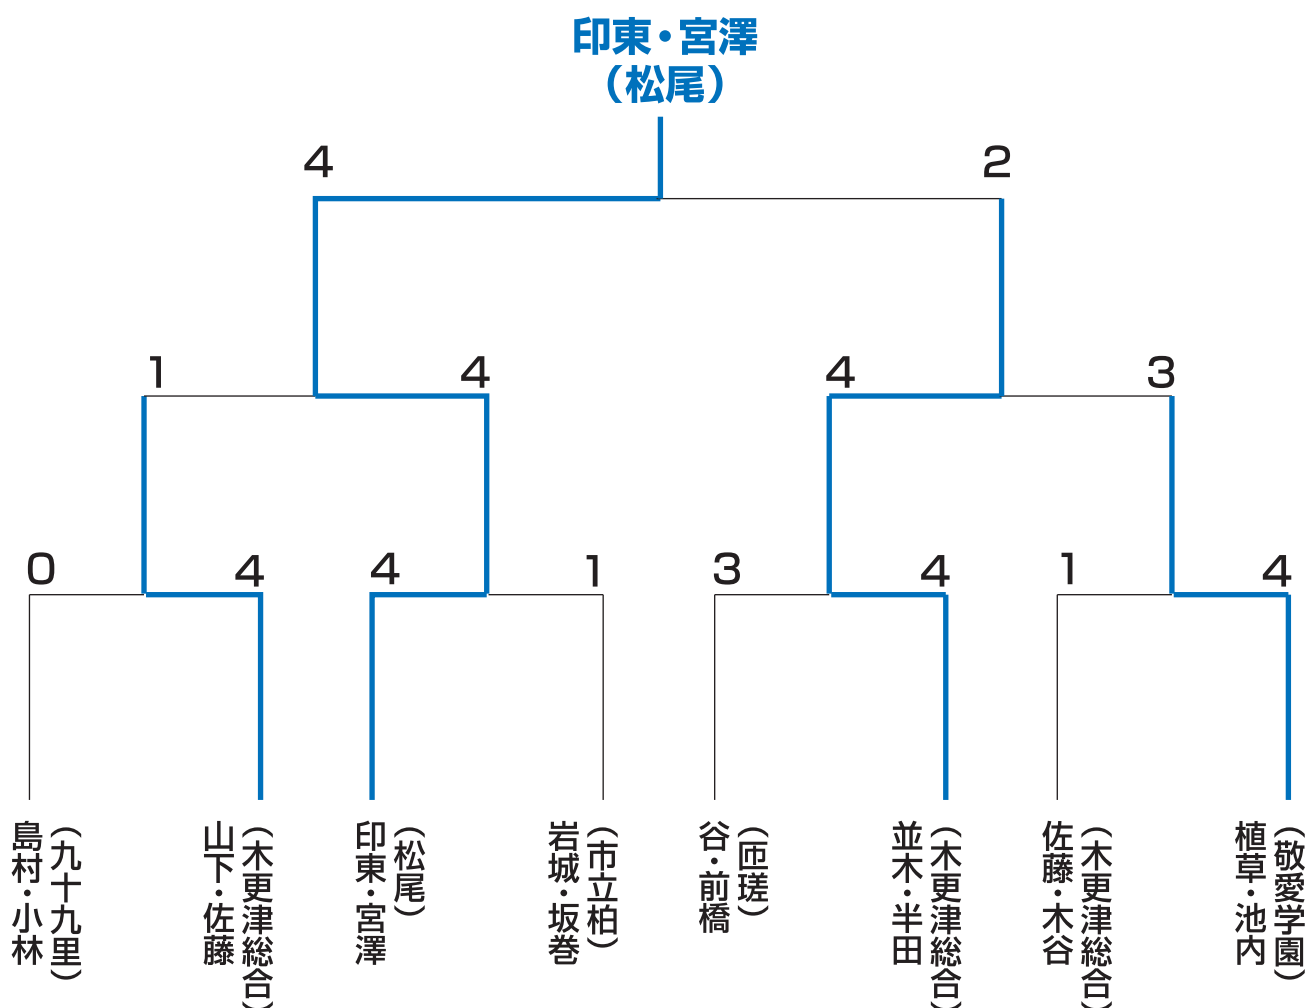 印東・宮澤
（松尾）
4
2
1
4
4
3
0
4
4
1
3
4
1
4
島村・小林
（九十九里）
山下・佐藤
（木更津総合）
印東・宮澤
（松尾）
岩城・坂巻
（市立柏）
谷・前橋
（匝瑳）
並木・半田
（木更津総合）
佐藤・木谷
（木更津総合）
植草・池内
（敬愛学園）